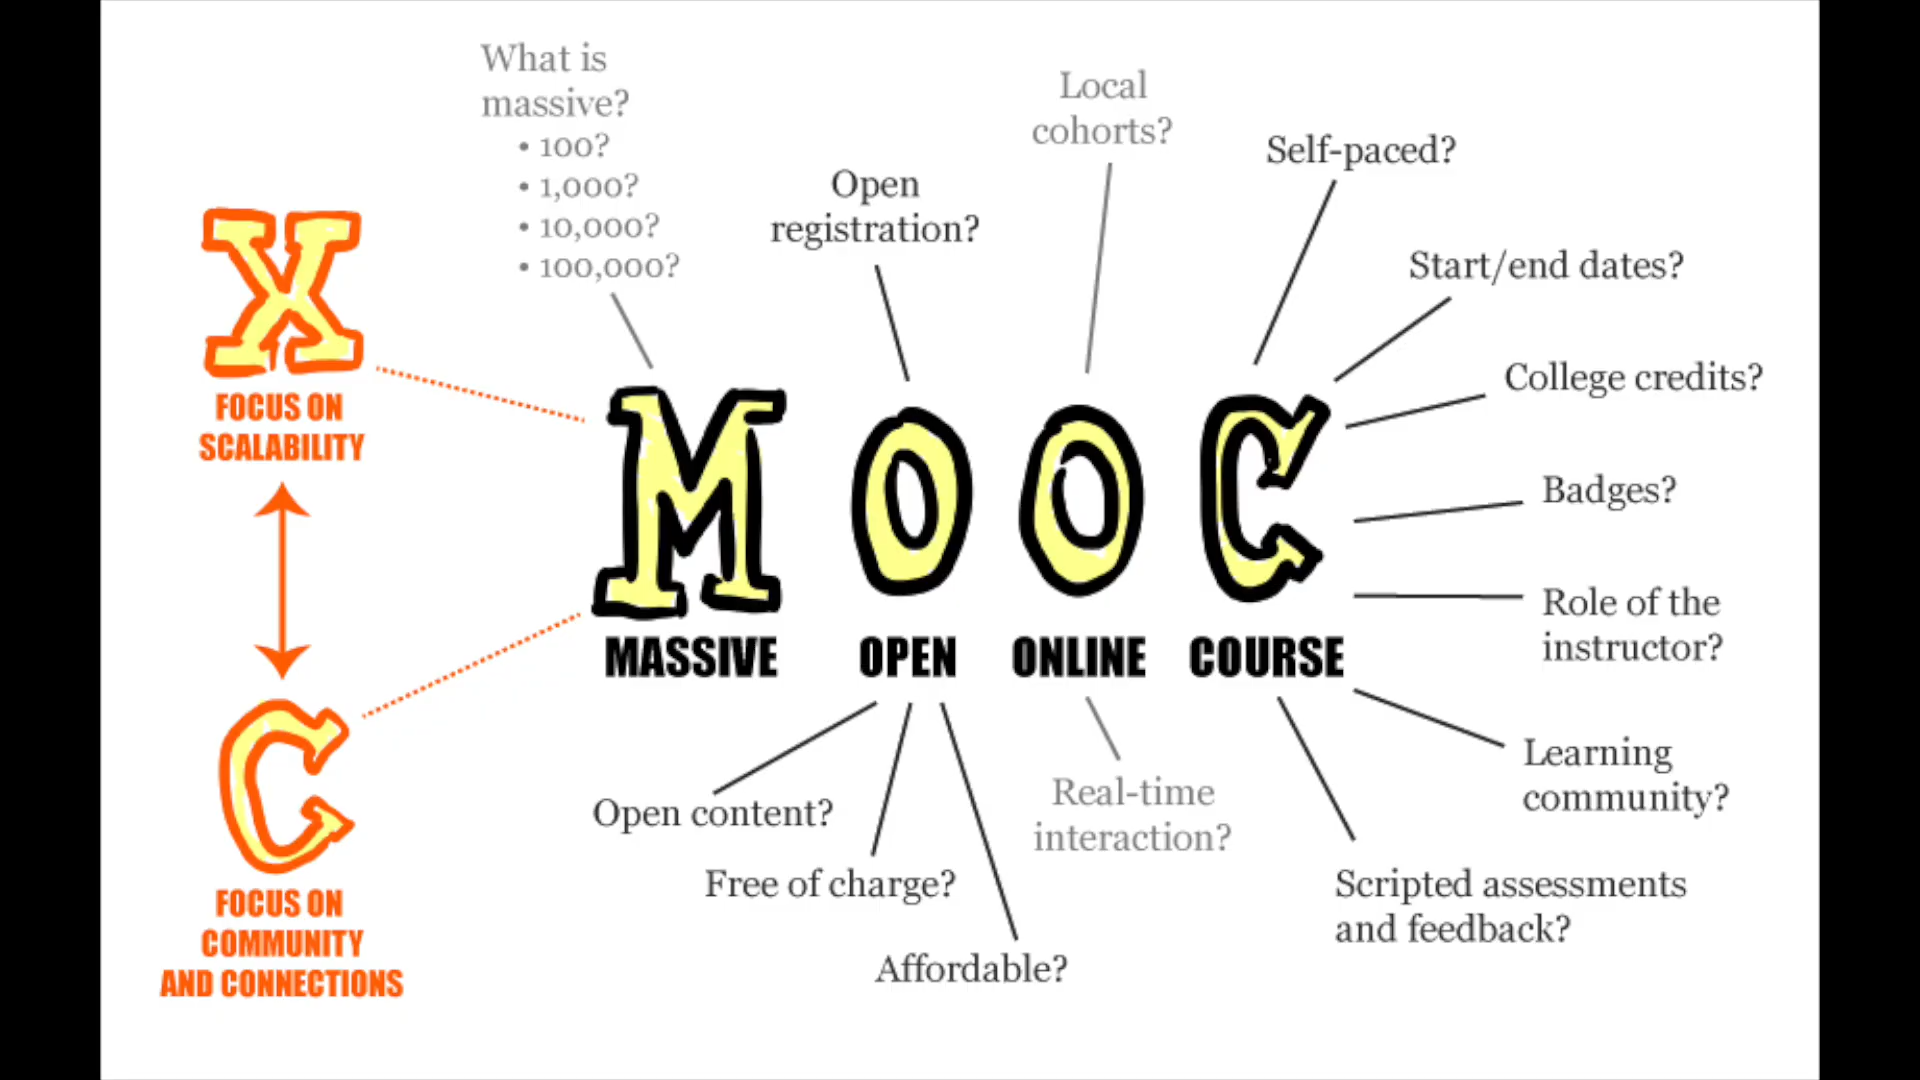 What is
massive?
• 100?
• 1,000?
• 10,000?
• 100,000?
Open
registration?
Local
cohorts?
Self-paced?
Start/end dates?
College credits?
Badges?
Role of the
instructor?
Learning
community?
Scripted assessments
and feedback?
X
FOCUS ON
SCALABILITY
C
FOCUS ON
COMMUNITY
AND CONNECTIONS
MOOC
MASSIVE OPEN ONLINE COURSE
Open content?
Free of charge?
Affordable?
Real-time
interaction?